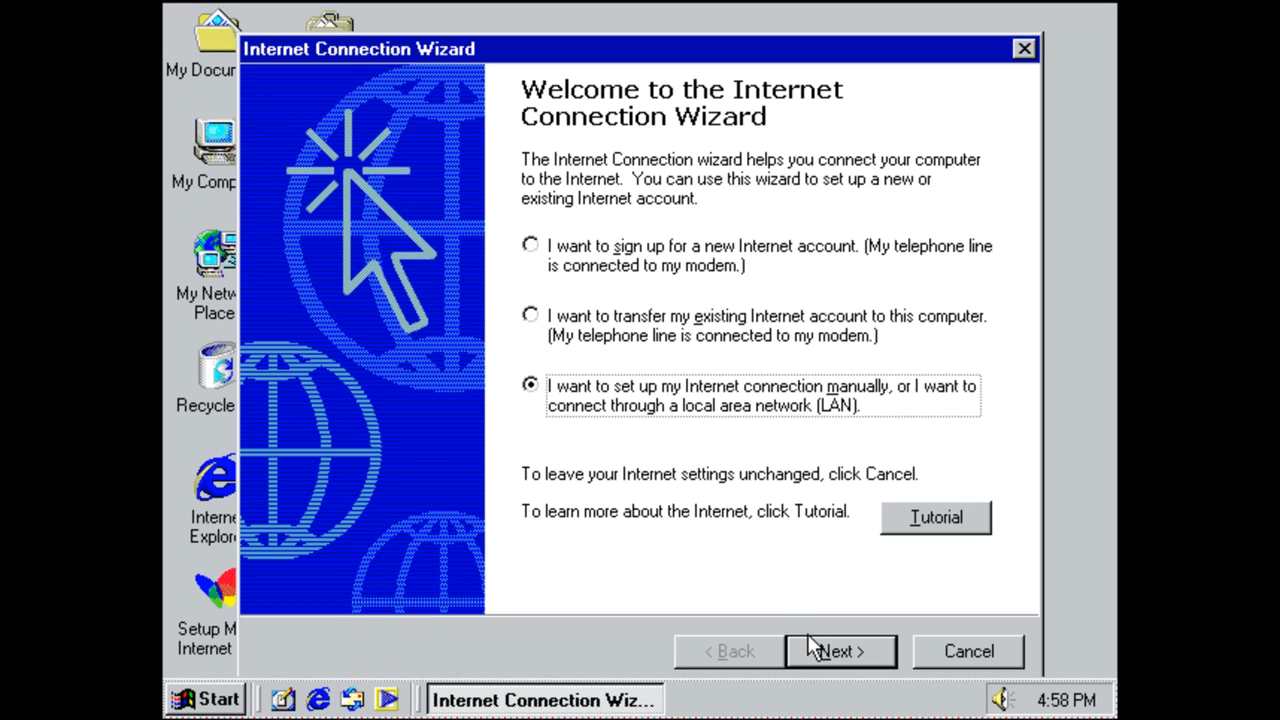 Internet Connection Wizard
My Docum
My Comp
My Netw
Place
Recycle
Interne
Explor
Setup M
Internet
Welcome to the Internet
Connection Wizard
The Internet Connection wizard helps you connect your computer
to the Internet. You can use this wizard to set up a new or
existing Internet account.
I want to sign up for a new Internet account. (My telephone line
is connected to my modem.)
I want to transfer my existing Internet account to this computer.
(My telephone line is connected to my modem.)
I want to set up my Internet connection manually, or I want to
connect through a local area network (LAN).
To leave your Internet settings unchanged, click Cancel.
To learn more about the Internet, click Tutorial.
Tutorial
< Back
Next >
Cancel
Start
Internet Connection Wiz...
4:58 PM